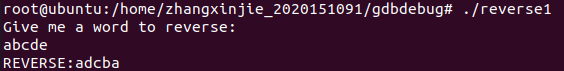 root@ubuntu:/home/zhangxinjie_2020151091/gdbdebug# ./reverse1
Give me a word to reverse:
abcde
REVERSE:adcba